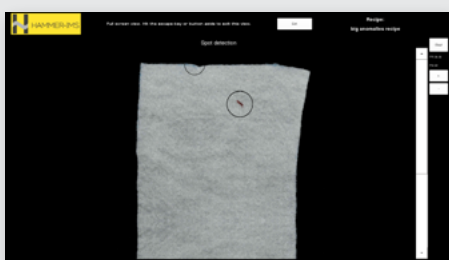 HAMMER-IMS
Full screen view. Hit the escape key or button aside to exit this view.
Exit
Recipe:
big anomalies recipe
Spot detection